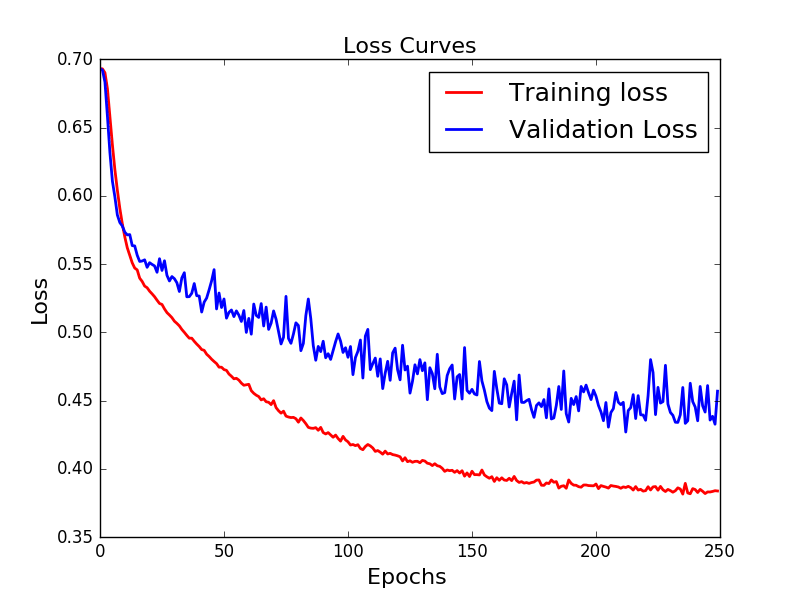 Loss Curves
Training loss
Validation Loss
0.70
0.65
0.60
0.55
0.50
0.45
0.40
0.35
Loss
0 50 100 150 200 250
Epochs